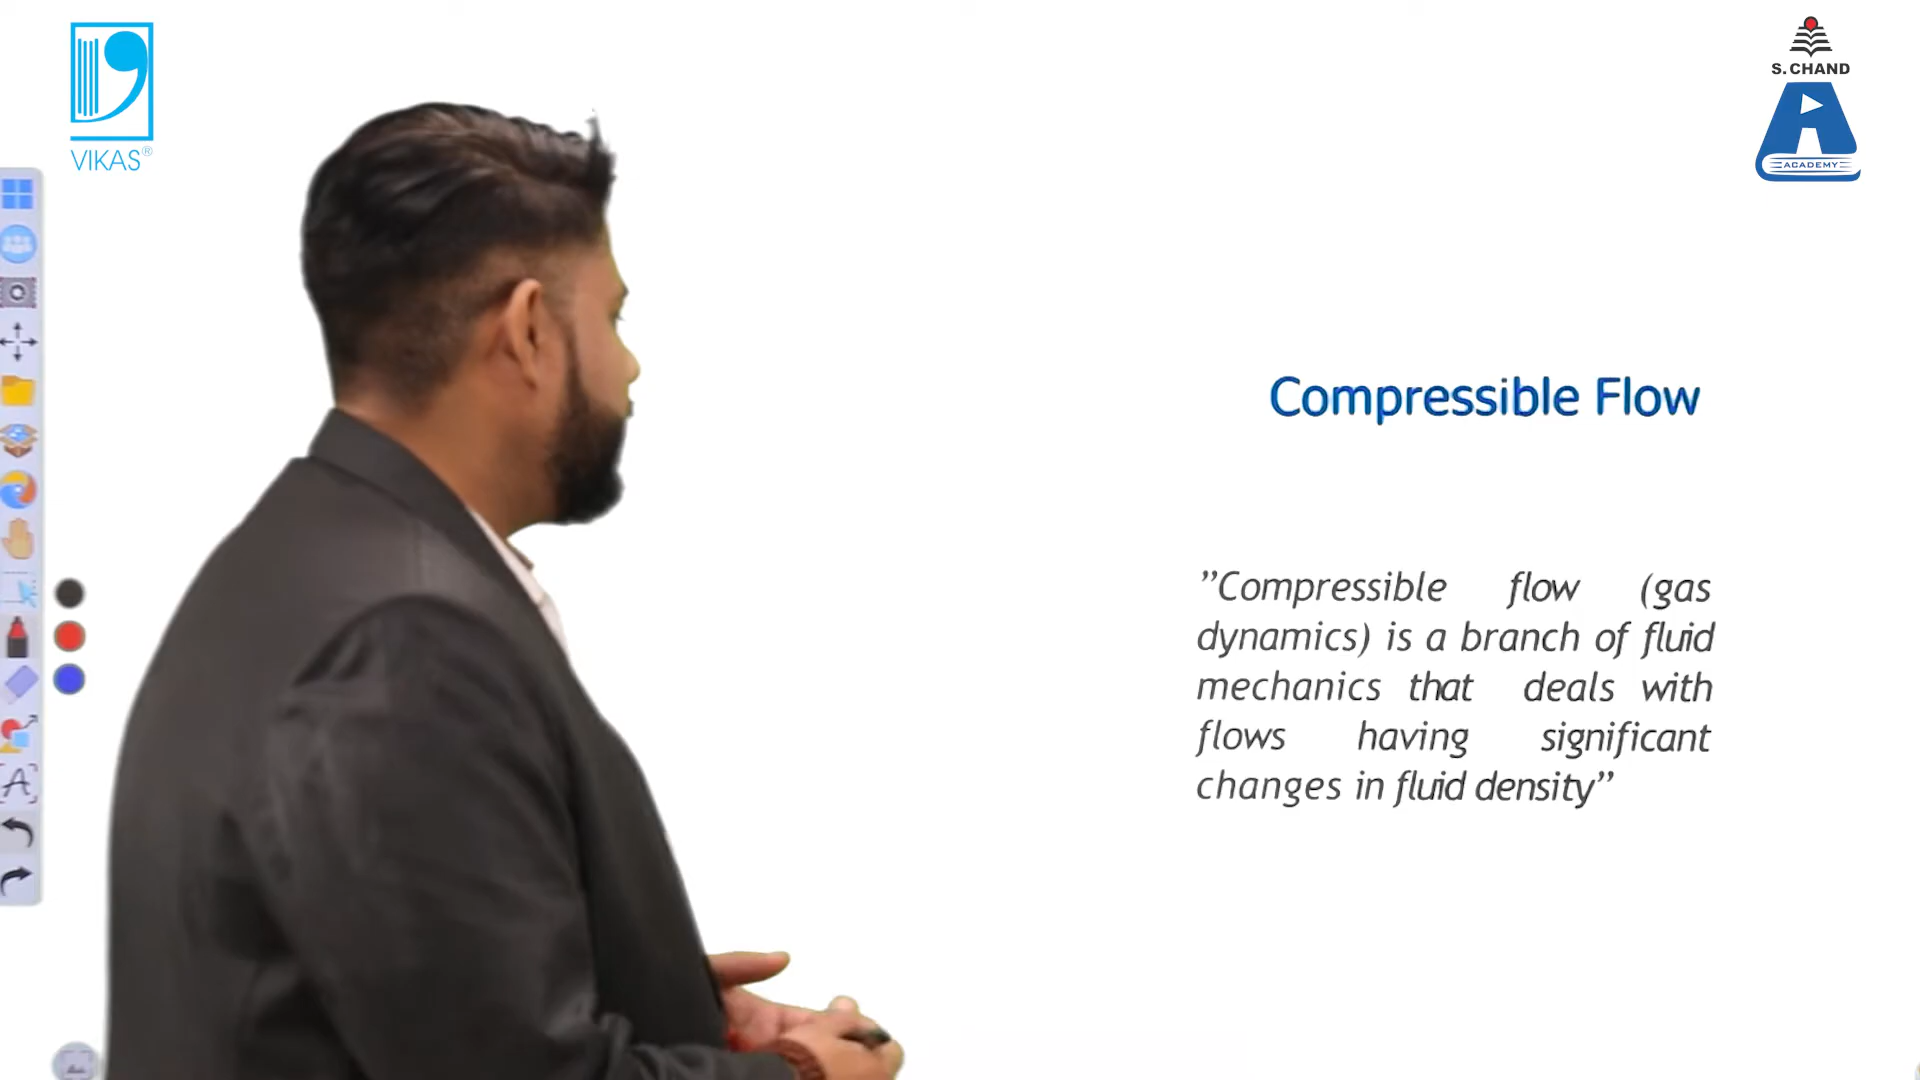 VIKAS®
S. CHAND
ACADEMY
Compressible Flow
”Compressible flow (gas
dynamics) is a branch of fluid
mechanics that deals with
flows having significant
changes in fluid density”